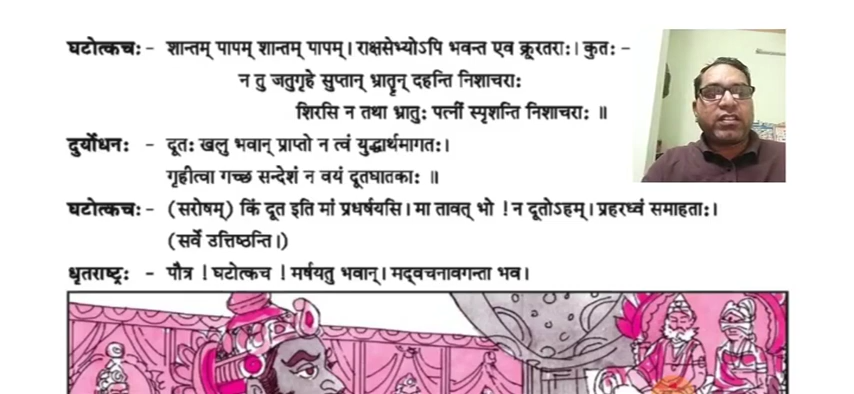 घटोत्कचः - शान्तम् पापम् शान्तम् पापम्। राक्षसेभ्योऽपि भवन्त एव क्रूरतराः। कुतः -
न तु जतुगृहे सुप्तान् भ्रातॄन् दहन्ति निशाचराः
शिरसि न तथा भ्रातुः पत्नीं स्पृशन्ति निशाचराः ॥
दुर्योधनः - दूतः खलु भवान् प्राप्तो न त्वं युद्धार्थमागतः।
गृहीत्वा गच्छ सन्देशं न वयं दूतघातकाः ॥
घटोत्कचः - (सरोषम्) किं दूत इति मां प्रधर्षयसि। मा तावत् भो ! न दूतोऽहम्। प्रहरध्वं समाहताः।
(सर्वे उत्तिष्ठन्ति।)
धृतराष्ट्रः - पौत्र ! घटोत्कच ! मर्षयतु भवान्। मद्वचनावगन्ता भव।